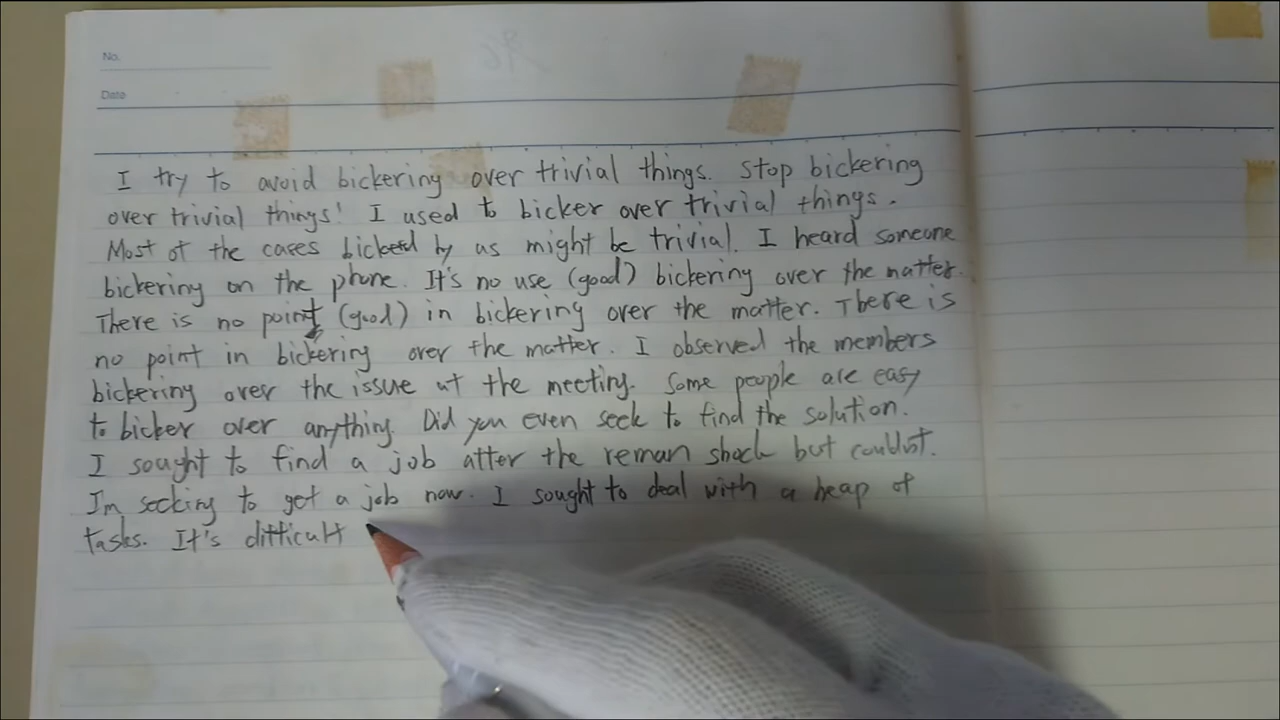 No.
Date
I try to avoid bickering over trivial things. Stop bickering
over trivial things! I used to bicker over trivial things.
Most of the cases bickerd by us might be trivial. I heard someone
bickering on the phone. It's no use (good) bickering over the matter.
There is no point (good) in bickering over the matter. There is
no point in bickering over the matter. I observed the members
bickering over the issue at the meeting. Some people are easy
to bicker over anything. Did you even seek to find the solution.
I sought to find a job after the reman shock but couldn't.
I'm seeking to get a job now. I sought to deal with a heap of
tasks. It's difficult